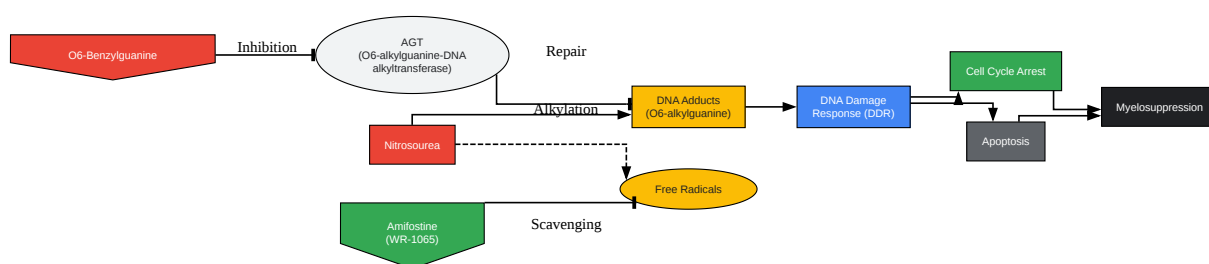 O6-Benzylguanine
Inhibition
AGT
(O6-alkylguanine-DNA
alkyltransferase)
Repair
Alkylation
Nitrosourea
DNA Adducts
(O6-alkylguanine)
DNA Damage
Response (DDR)
Cell Cycle Arrest
Apoptosis
Myelosuppression
Free Radicals
Amifostine
(WR-1065)
Scavenging